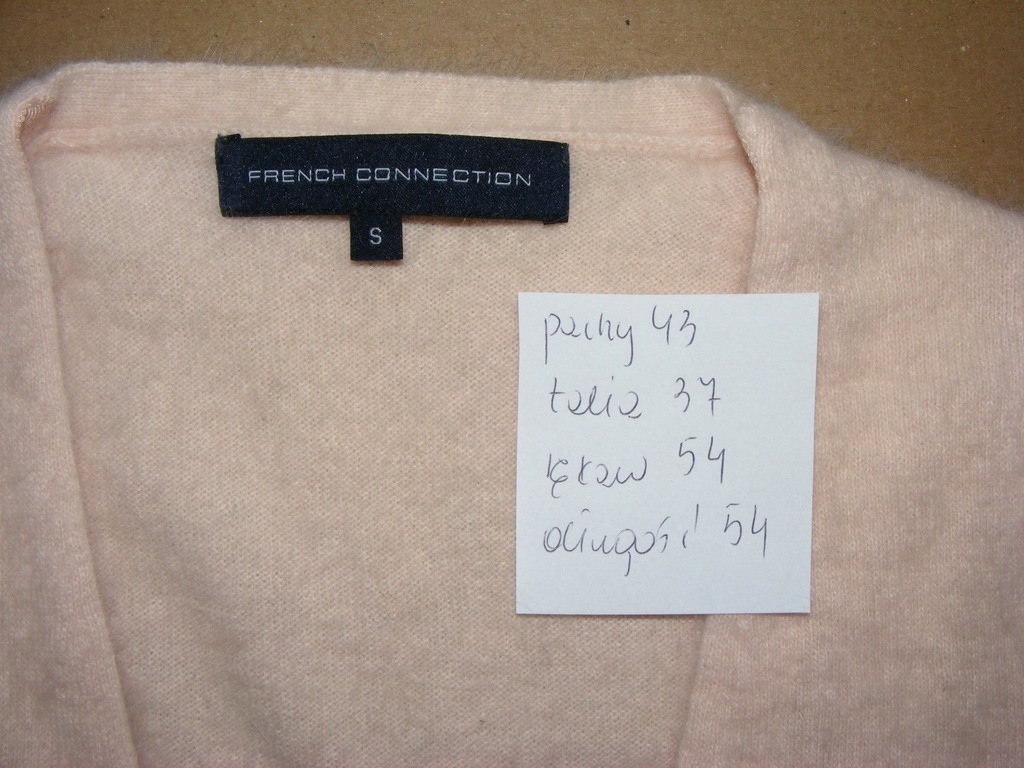 FRENCH CONNECTION
S
pachy 43
talia 37
rękaw 54
długość 54